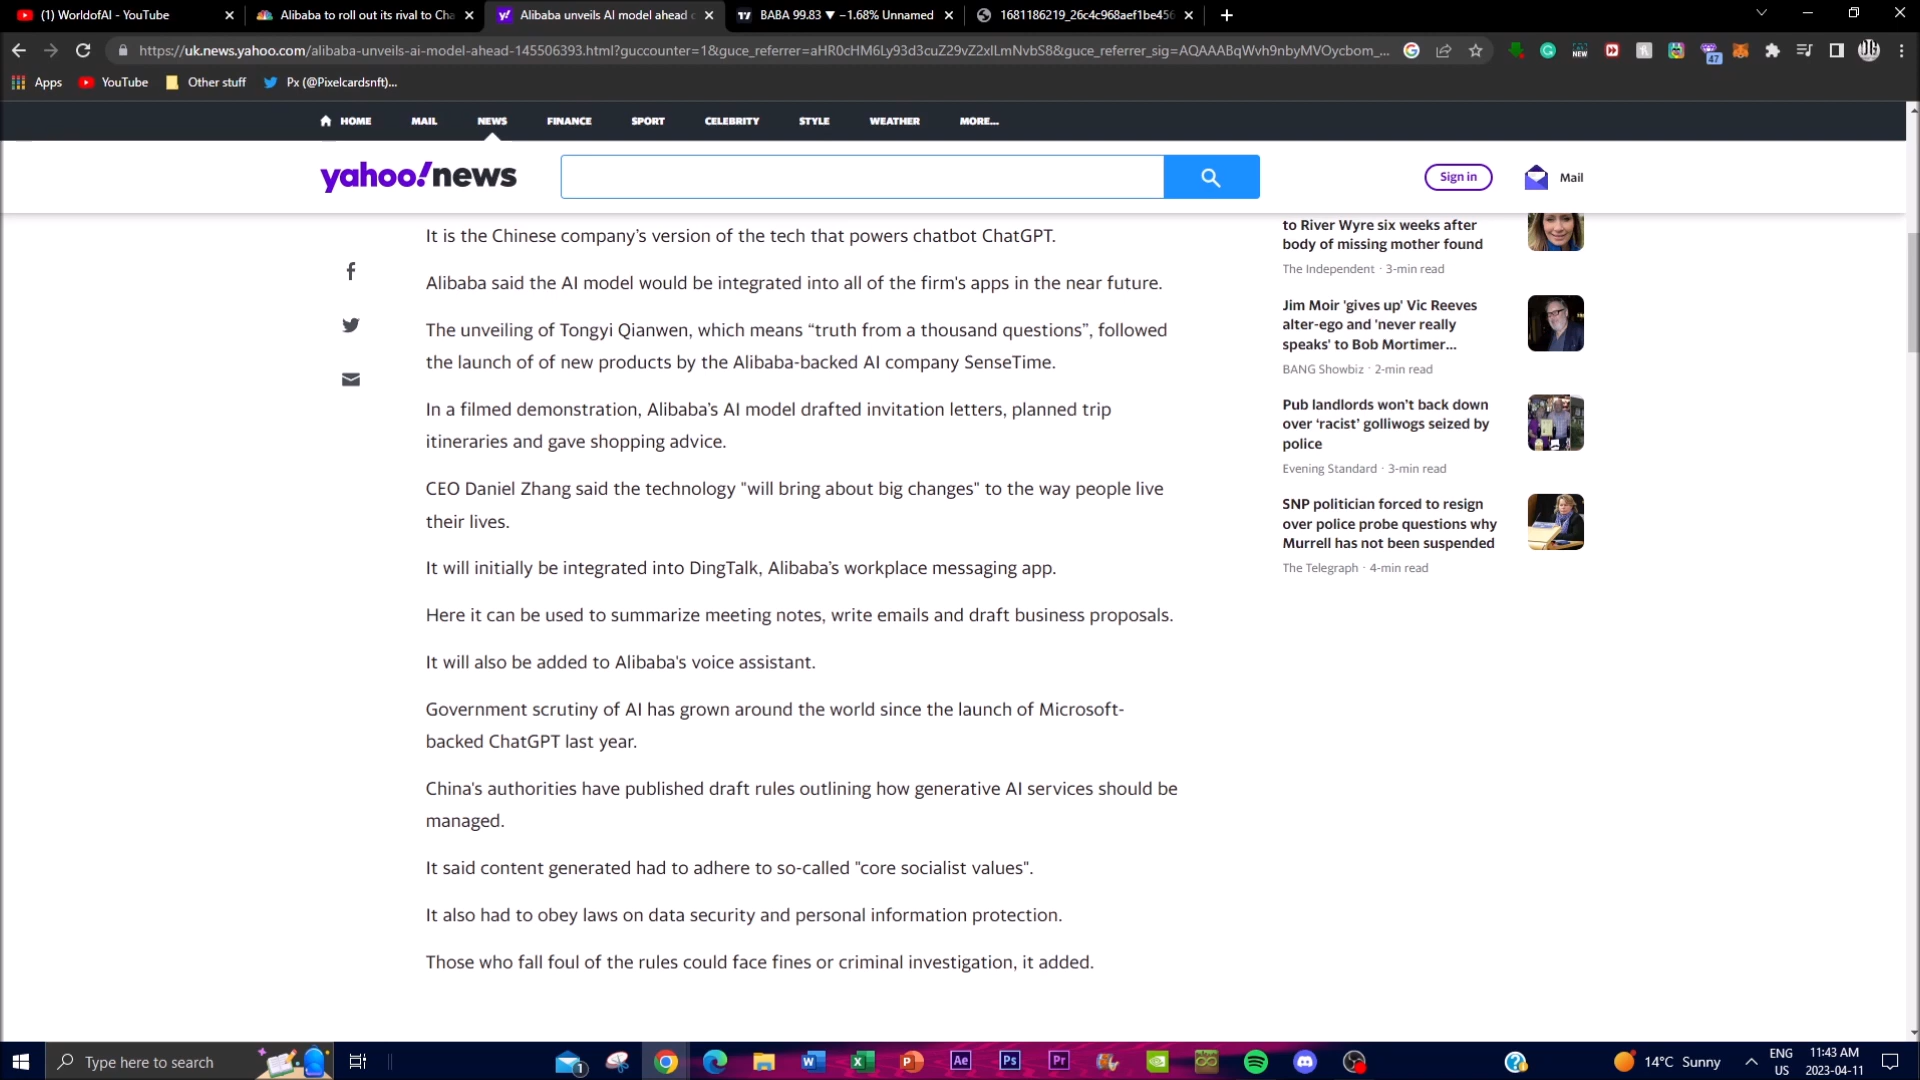 (1) WorldofAI - YouTube
Alibaba to roll out its rival to Cha
Alibaba unveils AI model ahead
BABA 99.83 ▼ −1.68% Unnamed
1681186219_26c4c968aef1be456
https://uk.news.yahoo.com/alibaba-unveils-ai-model-ahead-145506393.html?guccounter=1&guce_referrer=aHR0cHM6Ly93d3cuZ29vZ2xlLmNvbS8&guce_referrer_sig=AQAAABqWvh9nbyMVOycbom_...
NEW
47
Apps
YouTube
Other stuff
Px (@Pixelcardsnft)...
HOME
MAIL
NEWS
FINANCE
SPORT
CELEBRITY
STYLE
WEATHER
MORE...
yahoo!news
Sign in
Mail
It is the Chinese company’s version of the tech that powers chatbot ChatGPT.
Alibaba said the AI model would be integrated into all of the firm's apps in the near future.
The unveiling of Tongyi Qianwen, which means “truth from a thousand questions”, followed
the launch of of new products by the Alibaba-backed AI company SenseTime.
In a filmed demonstration, Alibaba’s AI model drafted invitation letters, planned trip
itineraries and gave shopping advice.
CEO Daniel Zhang said the technology "will bring about big changes" to the way people live
their lives.
It will initially be integrated into DingTalk, Alibaba’s workplace messaging app.
Here it can be used to summarize meeting notes, write emails and draft business proposals.
It will also be added to Alibaba's voice assistant.
Government scrutiny of AI has grown around the world since the launch of Microsoft-
backed ChatGPT last year.
China's authorities have published draft rules outlining how generative AI services should be
managed.
It said content generated had to adhere to so-called "core socialist values".
It also had to obey laws on data security and personal information protection.
Those who fall foul of the rules could face fines or criminal investigation, it added.
to River Wyre six weeks after
body of missing mother found
The Independent · 3-min read
Jim Moir 'gives up' Vic Reeves
alter-ego and 'never really
speaks' to Bob Mortimer...
BANG Showbiz · 2-min read
Pub landlords won’t back down
over ‘racist’ golliwogs seized by
police
Evening Standard · 3-min read
SNP politician forced to resign
over police probe questions why
Murrell has not been suspended
The Telegraph · 4-min read
Type here to search
1
Ae
Ps
Pr
14°C Sunny
ENG
US
11:43 AM
2023-04-11